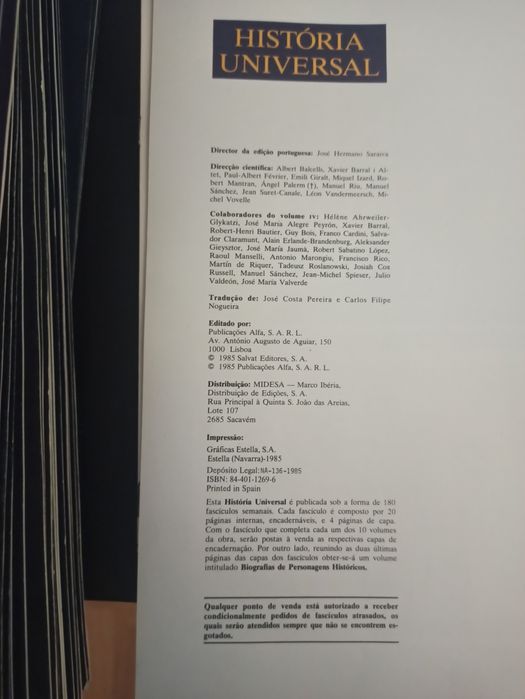 HISTÓRIA
UNIVERSAL
Director da edição portuguesa: José Hermano Saraiva
Direcção científica: Albert Balcells, Xavier Barral i Al-
tet, Paul-Albert Février, Emili Giralt, Miquel Izard, Ro-
bert Mantran, Ángel Palerm (†), Manuel Riu, Manuel
Sánchez, Jean Suret-Canale, Léon Vandermeersch, Mi-
chel Vovelle
Colaboradores do volume IV: Hélène Ahrweiler-
Glykatzi, José María Alegre Peyrón, Xavier Barral,
Robert-Henri Bautier, Guy Bois, Franco Cardini, Salva-
dor Claramunt, Alain Erlande-Brandenburg, Aleksander
Gieysztor, José María Jaumá, Robert Sabatino López,
Raoul Manselli, Antonio Marongiu, Francisco Rico,
Martín de Riquer, Tadeusz Roslanowski, Josiah Cox
Russell, Manuel Sánchez, Jean-Michel Spieser, Julio
Valdeón, José María Valverde
Tradução de: José Costa Pereira e Carlos Filipe
Nogueira
Editado por:
Publicações Alfa, S. A. R. L.
Av. António Augusto de Aguiar, 150
1000 Lisboa
© 1985 Salvat Editores, S. A.
© 1985 Publicações Alfa, S. A. R. L.
Distribuição: MIDESA — Marco Ibéria,
Distribuição de Edições, S. A.
Rua Principal à Quinta S. João das Areias,
Lote 107
2685 Sacavém
Impressão:
Gráficas Estella, S.A.
Estella (Navarra)-1985
Depósito Legal:NA-136-1985
ISBN: 84-401-1269-6
Printed in Spain
Esta História Universal é publicada sob a forma de 180
fascículos semanais. Cada fascículo é composto por 20
páginas internas, encadernáveis, e 4 páginas de capa.
Com o fascículo que completa cada um dos 10 volumes
da obra, serão postas à venda as respectivas capas de
encadernação. Por outro lado, reunindo as duas últimas
páginas das capas dos fascículos obter-se-á um volume
intitulado Biografias de Personagens Históricos.
Qualquer ponto de venda está autorizado a receber
condicionalmente pedidos de fascículos atrasados, os
quais serão atendidos sempre que não se encontrem es-
gotados.